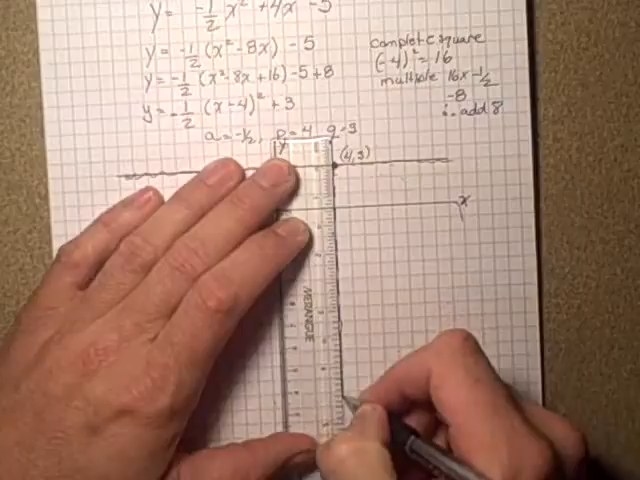 y = -1/2 x² + 4x - 5
y = -1/2 (x² - 8x) - 5
y = -1/2 (x² - 8x + 16) - 5 + 8
y = -1/2 (x - 4)² + 3
a = -1/2, p = 4 q = 3
complete square
(-4)² = 16
multiple 16 x -1/2
-8
∴ add 8
y
(4,3)
x
MERANGUE